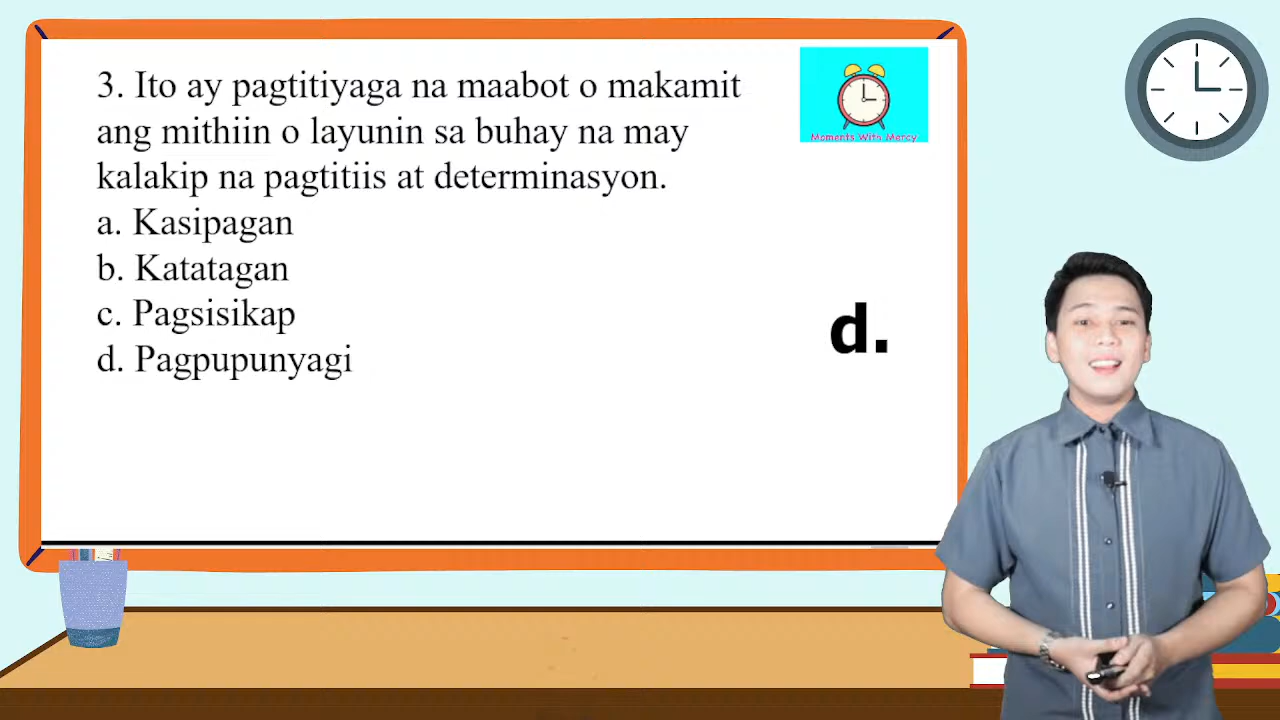 3. Ito ay pagtitiyaga na maabot o makamit
ang mithiin o layunin sa buhay na may
kalakip na pagtitiis at determinasyon.
a. Kasipagan
b. Katatagan
c. Pagsisikap
d. Pagpupunyagi
d.
Moments With Mercy